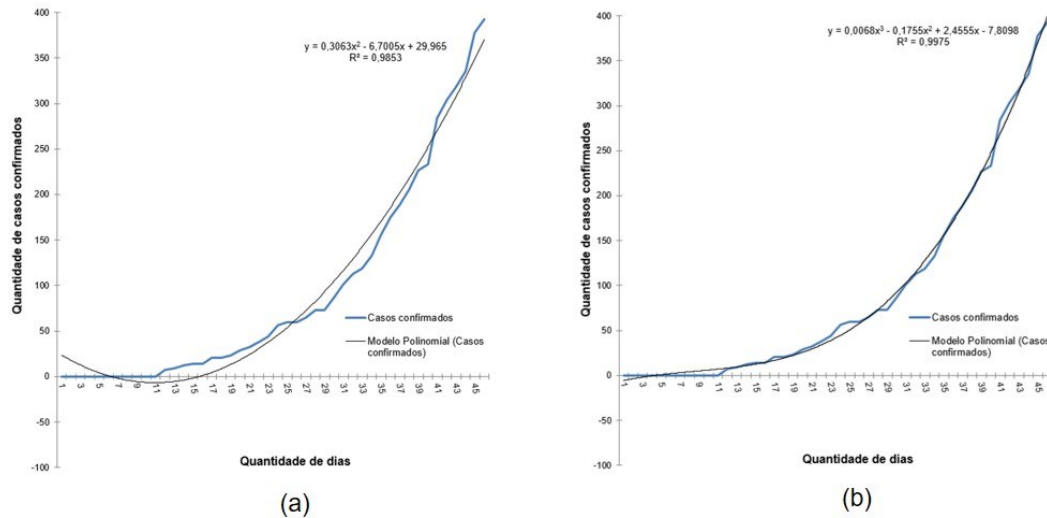 400
350
300
250
200
150
100
50
0
-50
-100
Quantidade de casos confirmados
y = 0,3063x² - 6,7005x + 29,965
R² = 0,9853
Casos confirmados
Modelo Polinomial (Casos
confirmados)
1 3 5 7 9 11 13 15 17 19 21 23 25 27 29 31 33 35 37 39 41 43 45
Quantidade de dias
(a)
400
350
300
250
200
150
100
50
0
-50
-100
Quantidade de casos confirmados
y = 0,0068x³ - 0,1755x² + 2,4555x - 7,8098
R² = 0,9975
Casos confirmados
Modelo Polinomial (Casos
confirmados)
1 3 5 7 9 11 13 15 17 19 21 23 25 27 29 31 33 35 37 39 41 43 45
Quantidade de dias
(b)